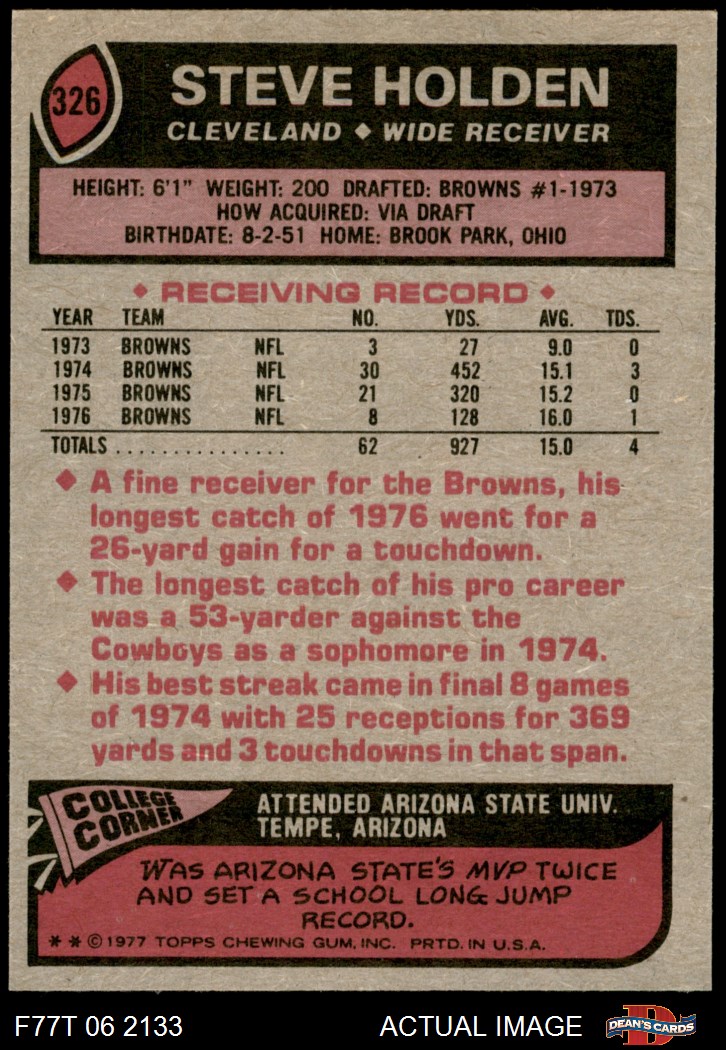 326
STEVE HOLDEN
CLEVELAND ◆ WIDE RECEIVER
HEIGHT: 6'1" WEIGHT: 200 DRAFTED: BROWNS #1-1973
HOW ACQUIRED: VIA DRAFT
BIRTHDATE: 8-2-51 HOME: BROOK PARK, OHIO
◆ RECEIVING RECORD ◆
YEAR TEAM NO. YDS. AVG. TDS.
1973 BROWNS NFL 3 27 9.0 0
1974 BROWNS NFL 30 452 15.1 3
1975 BROWNS NFL 21 320 15.2 0
1976 BROWNS NFL 8 128 16.0 1
TOTALS . . . . . . . . . . . . . . . 62 927 15.0 4
◆ A fine receiver for the Browns, his
longest catch of 1976 went for a
26-yard gain for a touchdown.
◆ The longest catch of his pro career
was a 53-yarder against the
Cowboys as a sophomore in 1974.
◆ His best streak came in final 8 games
of 1974 with 25 receptions for 369
yards and 3 touchdowns in that span.
COLLEGE
CORNER
ATTENDED ARIZONA STATE UNIV.
TEMPE, ARIZONA
WAS ARIZONA STATE'S MVP TWICE
AND SET A SCHOOL LONG JUMP
RECORD.
* * © 1977 TOPPS CHEWING GUM, INC. PRTD. IN U.S.A.
F77T 06 2133 ACTUAL IMAGE
D
DEAN'S CARDS